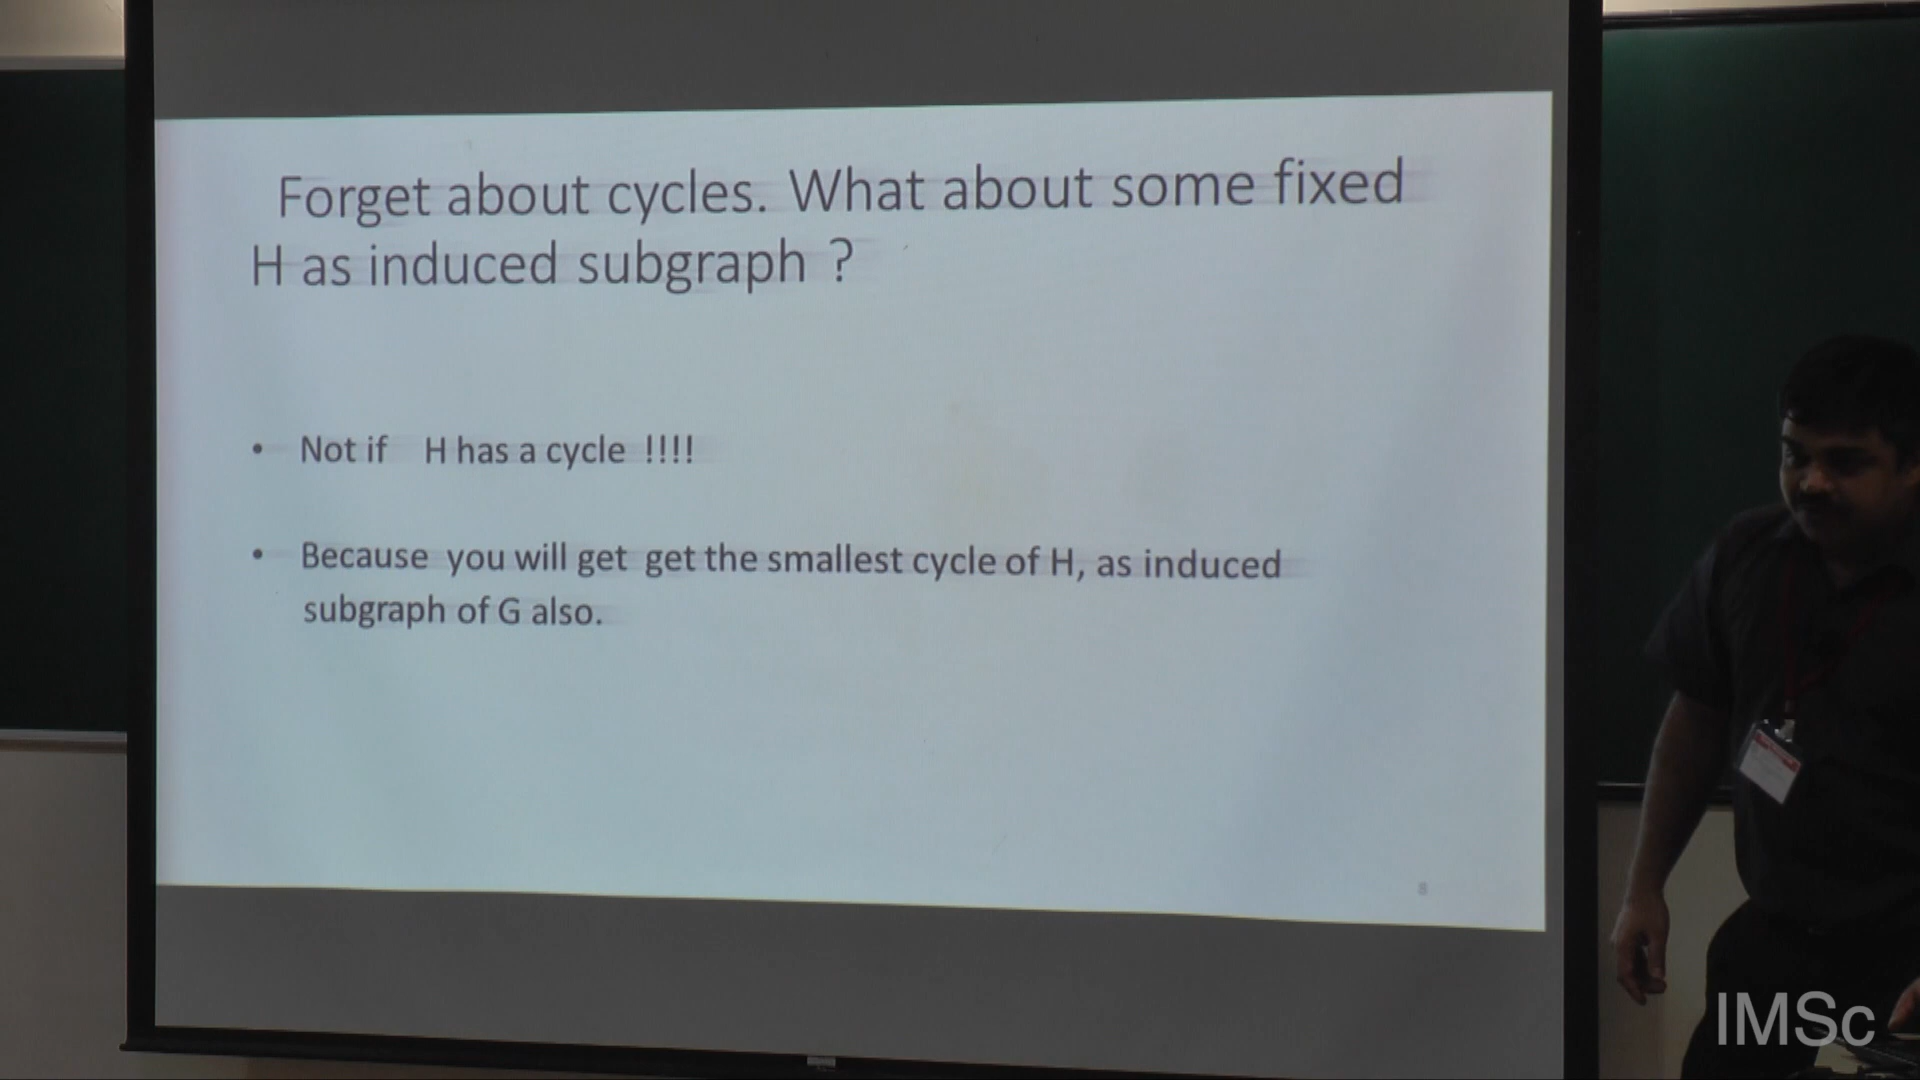 Forget about cycles. What about some fixed
H as induced subgraph ?
• Not if H has a cycle !!!!
• Because you will get get the smallest cycle of H, as induced
subgraph of G also.
8
IMSc